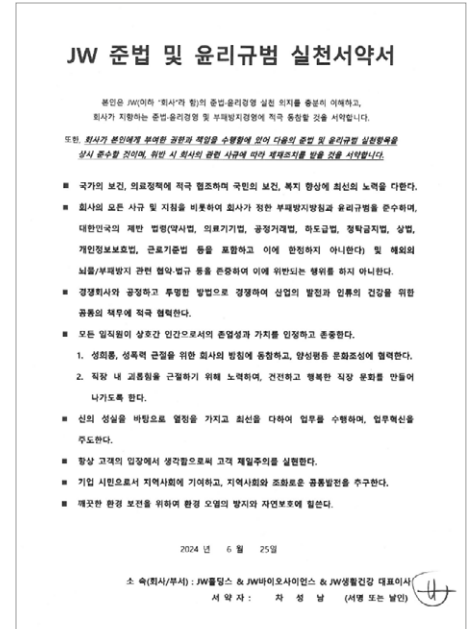 JW 준법 및 윤리규범 실천서약서
본인은 JW(이하 "회사"라 함)의 준법·윤리경영 실천 의지를 충분히 이해하고,
회사가 지향하는 준법·윤리경영 및 부패방지경영에 적극 동참할 것을 서약합니다.
또한, 회사가 본인에게 부여한 권한과 책임을 수행함에 있어 다음의 준법 및 윤리규범 실천항목을
상시 준수할 것이며, 위반 시 회사의 관련 사규에 따라 제재조치를 받을 것을 서약합니다.
■ 국가의 보건, 의료정책에 적극 협조하며 국민의 보건, 복지 향상에 최선의 노력을 다한다.
■ 회사의 모든 사규 및 지침을 비롯하여 회사가 정한 부패방지방침과 윤리규범을 준수하며,
대한민국의 제반 법령(약사법, 의료기기법, 공정거래법, 하도급법, 청탁금지법, 상법,
개인정보보호법, 근로기준법 등을 포함하고 이에 한정하지 아니한다) 및 해외의
뇌물/부패방지 관련 협약·법규 등을 존중하여 이에 위반되는 행위를 하지 아니한다.
■ 경쟁회사와 공정하고 투명한 방법으로 경쟁하여 산업의 발전과 인류의 건강을 위한
공통의 책무에 적극 협력한다.
■ 모든 임직원이 상호간 인간으로서의 존엄성과 가치를 인정하고 존중한다.
1. 성희롱, 성폭력 근절을 위한 회사의 방침에 동참하고, 양성평등 문화조성에 협력한다.
2. 직장 내 괴롭힘을 근절하기 위해 노력하며, 건전하고 행복한 직장 문화를 만들어
나가도록 한다.
■ 신의 성실을 바탕으로 열정을 가지고 최선을 다하여 업무를 수행하며, 업무혁신을
주도한다.
■ 항상 고객의 입장에서 생각함으로써 고객 제일주의를 실현한다.
■ 기업 시민으로서 지역사회에 기여하고, 지역사회와 조화로운 공통발전을 추구한다.
■ 깨끗한 환경 보전을 위하여 환경 오염의 방지와 자연보호에 힘쓴다.
2024 년 6 월 25일
소 속(회사/부서) : JW홀딩스 & JW바이오사이언스 & JW생활건강 대표이사
서 약 자 : 차 성 남 (서명 또는 날인)